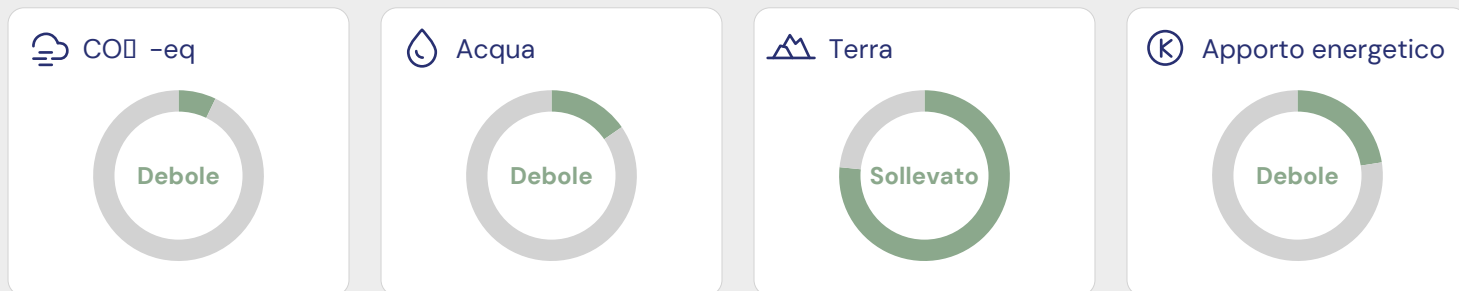 CO▯ -eq
Acqua
Terra
Apporto energetico
Debole
Debole
Sollevato
Debole